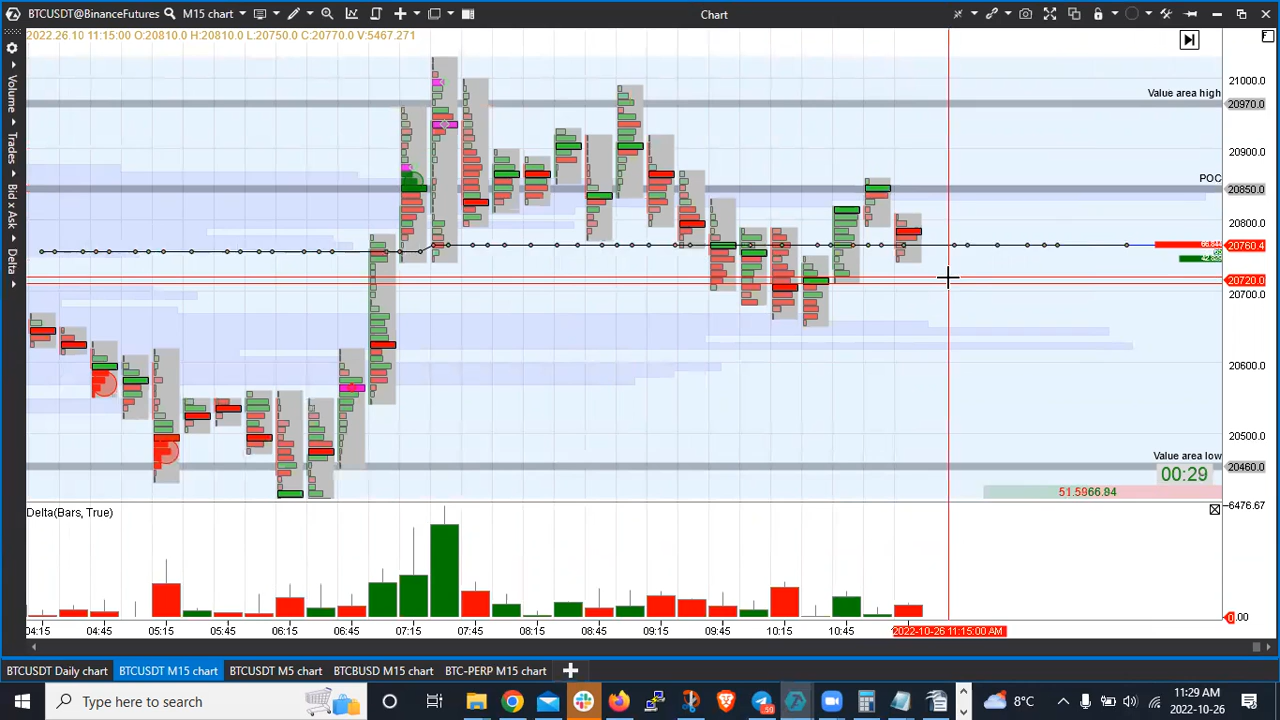 BTCUSDT@BinanceFutures M15 chart Chart
2022.26 10 11:15:00 O:20810.0 H:20810.0 L:20750.0 C:20770.0 V:5467.271
Volume
Trades
Bid x Ask
Delta
21000.0
Value area high
20970.0
20900.0
POC
20850.0
20800.0
20760.4
20720.0
20700.0
20600.0
20500.0
Value area low
20460.0
00:29
51.5966.84
Delta(Bars, True)
6476.67
0.00
04:15 04:45 05:15 05:45 06:15 06:45 07:15 07:45 08:15 08:45 09:15 09:45 10:15 10:45 2022-10-26 11:15:00 AM
BTCUSDT Daily chart BTCUSDT M15 chart BTCUSDT M5 chart BTCBUSD M15 chart BTC-PERP M15 chart
Type here to search
8°C
11:29 AM
2022-10-26